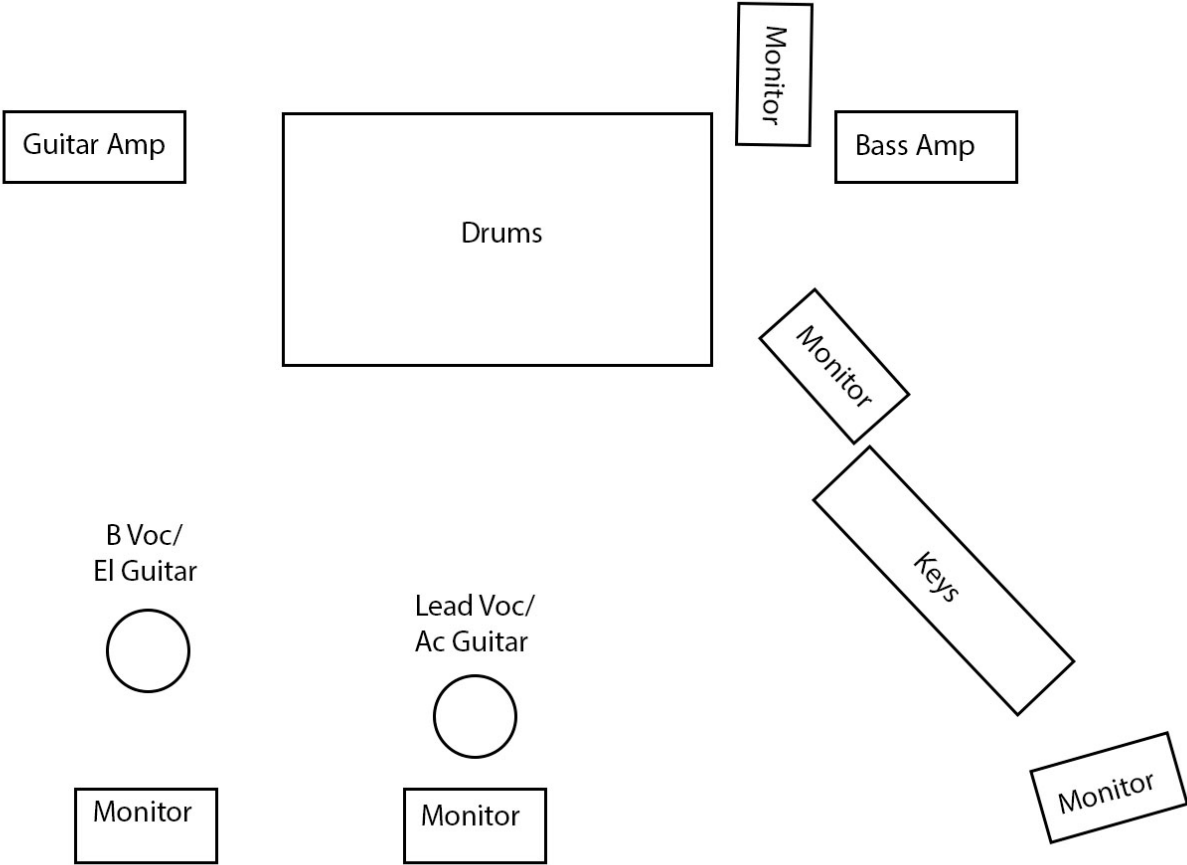 Monitor
Guitar Amp
Bass Amp
Drums
Monitor
B Voc/
El Guitar
Keys
Lead Voc/
Ac Guitar
Monitor
Monitor
Monitor